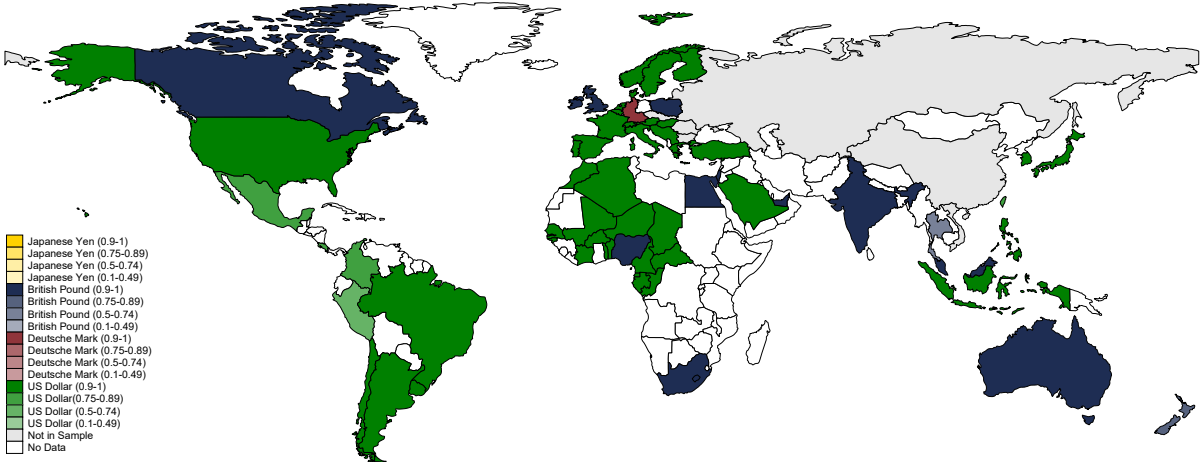 Japanese Yen (0.9-1)
Japanese Yen (0.75-0.89)
Japanese Yen (0.5-0.74)
Japanese Yen (0.1-0.49)
British Pound (0.9-1)
British Pound (0.75-0.89)
British Pound (0.5-0.74)
British Pound (0.1-0.49)
Deutsche Mark (0.9-1)
Deutsche Mark (0.75-0.89)
Deutsche Mark (0.5-0.74)
Deutsche Mark (0.1-0.49)
US Dollar (0.9-1)
US Dollar(0.75-0.89)
US Dollar (0.5-0.74)
US Dollar (0.1-0.49)
Not in Sample
No Data